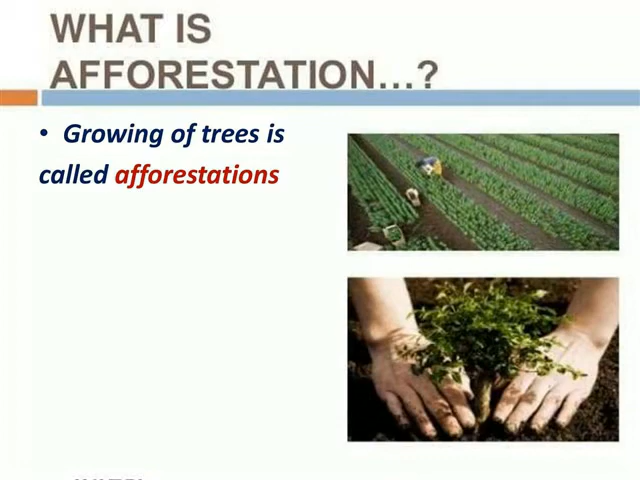 WHAT IS
AFFORESTATION...?
• Growing of trees is
called afforestations